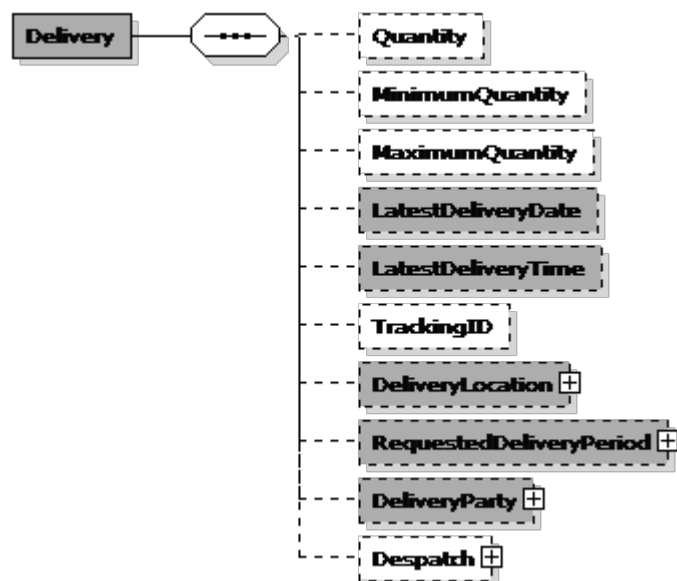 Delivery
Quantity
MinimumQuantity
MaximumQuantity
LatestDeliveryDate
LatestDeliveryTime
TrackingID
DeliveryLocation
RequestedDeliveryPeriod
DeliveryParty
Despatch